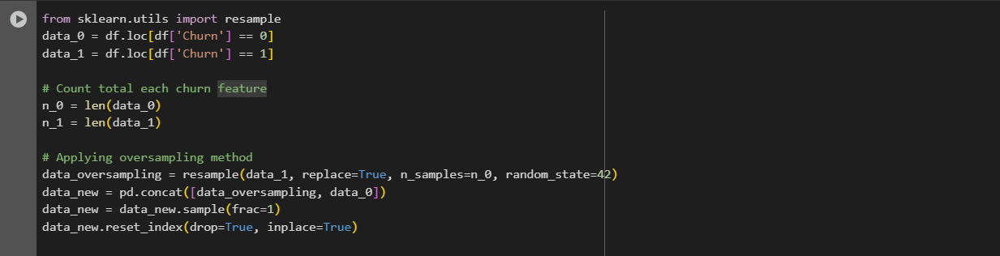 from sklearn.utils import resample
data_0 = df.loc[df['Churn'] == 0]
data_1 = df.loc[df['Churn'] == 1]
# Count total each churn feature
n_0 = len(data_0)
n_1 = len(data_1)
# Applying oversampling method
data_oversampling = resample(data_1, replace=True, n_samples=n_0, random_state=42)
data_new = pd.concat([data_oversampling, data_0])
data_new = data_new.sample(frac=1)
data_new.reset_index(drop=True, inplace=True)